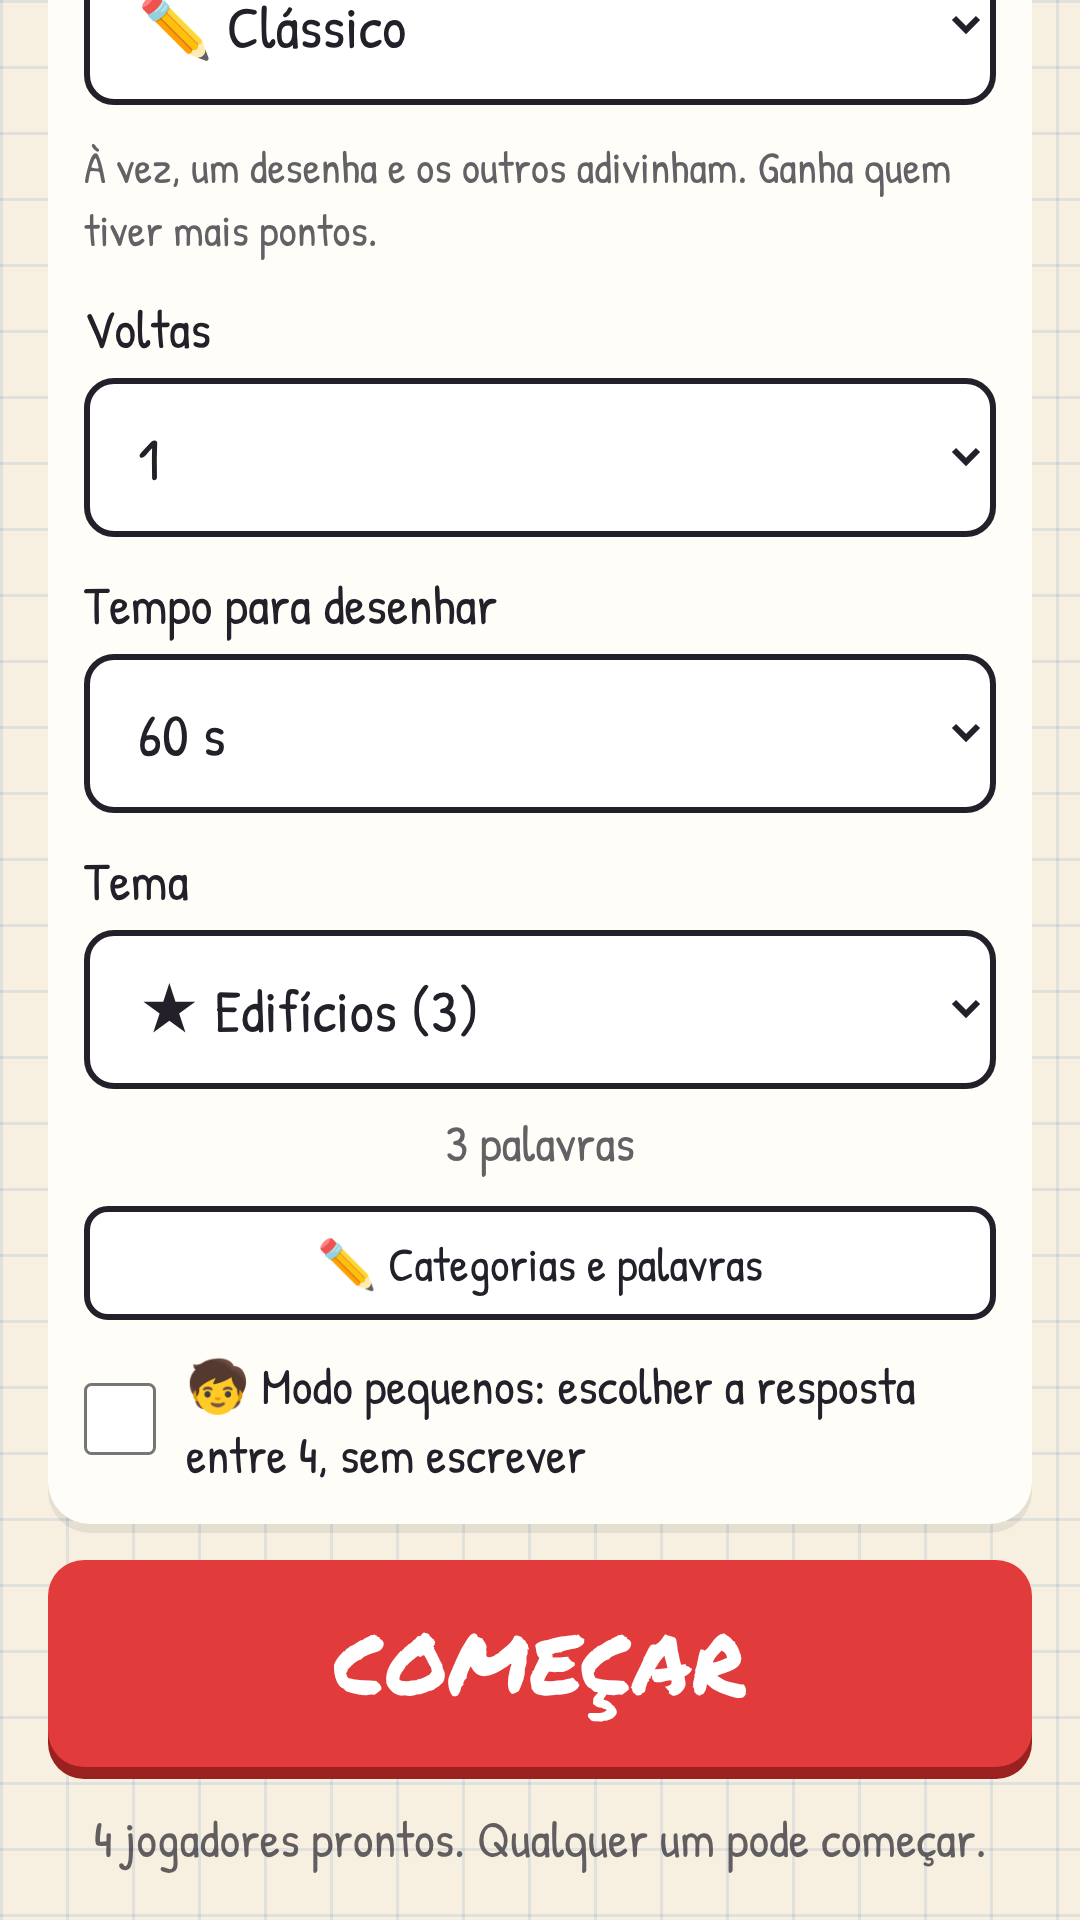 ✏️ Clássico
À vez, um desenha e os outros adivinham. Ganha quem
tiver mais pontos.
Voltas
1
Tempo para desenhar
60 s
Tema
★ Edifícios (3)
3 palavras
✏️ Categorias e palavras
🧒 Modo pequenos: escolher a resposta
entre 4, sem escrever
COMEÇAR
4 jogadores prontos. Qualquer um pode começar.